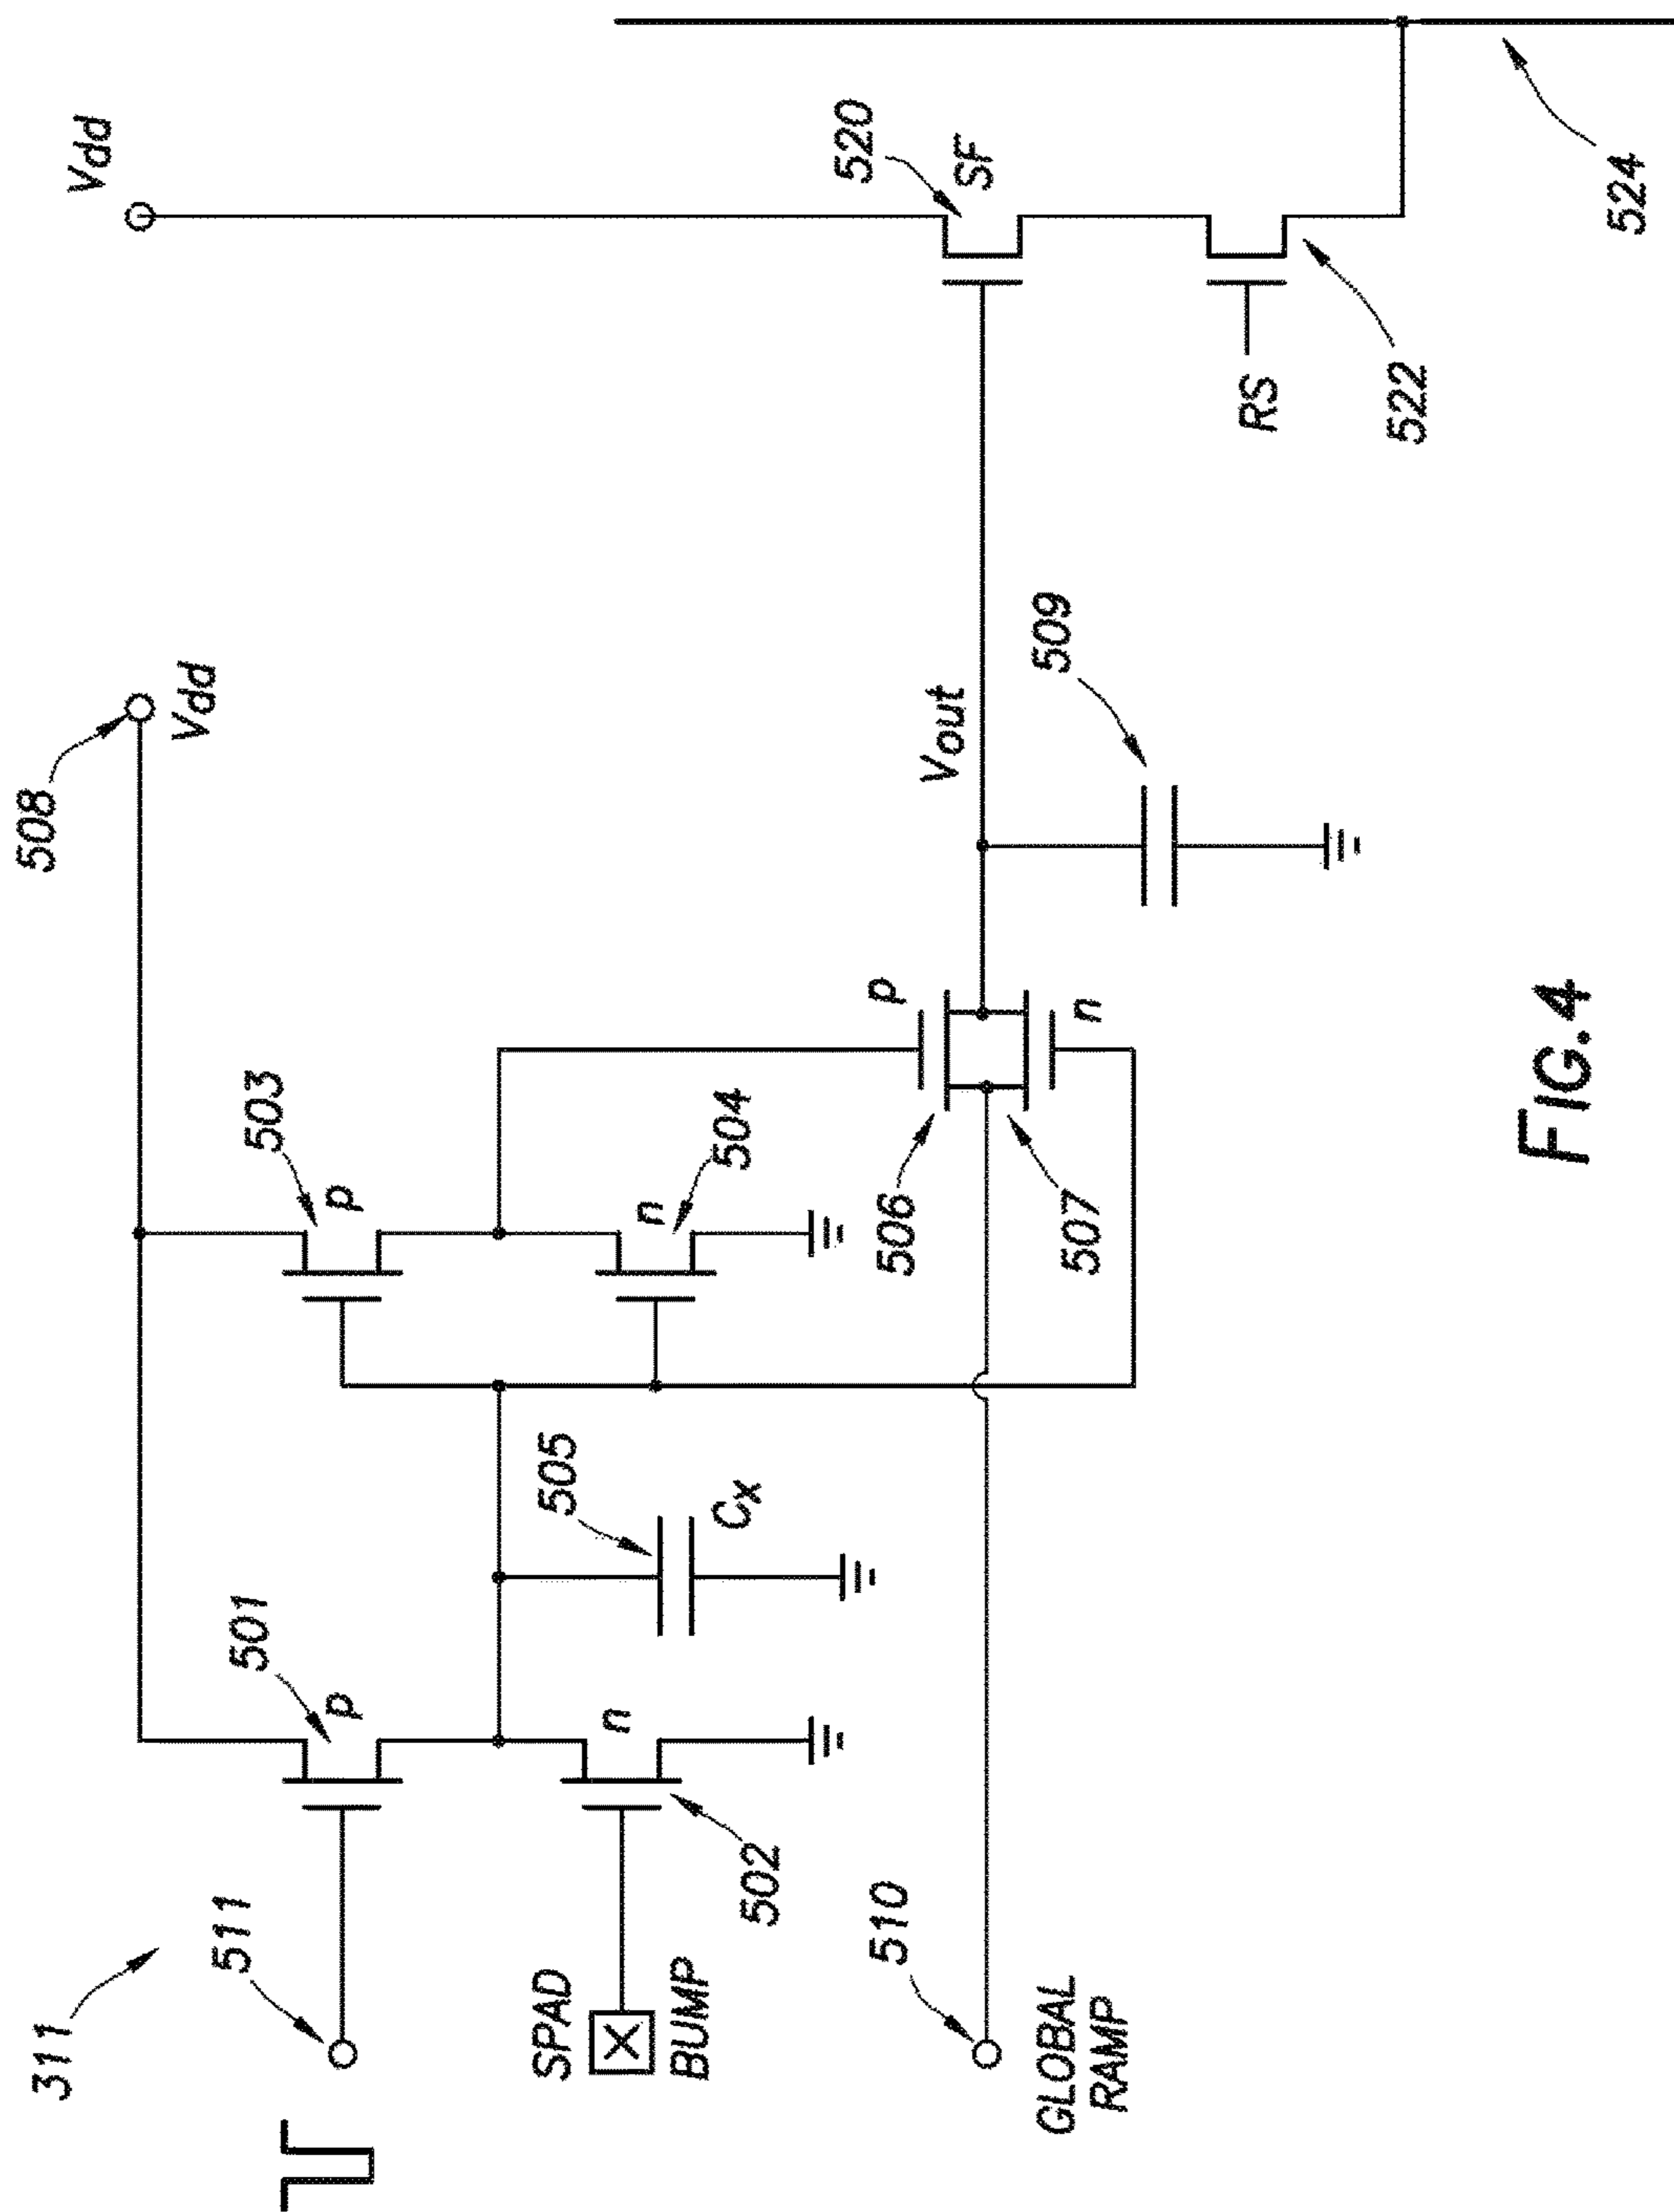 311
511
SPAD
BUMP
510
GLOBAL
RAMP
501
p
n
502
505
Cx
503
p
n
504
506
507
p
n
508
Vdd
Vout
509
Vdd
520
SF
RS
522
524
FIG.4